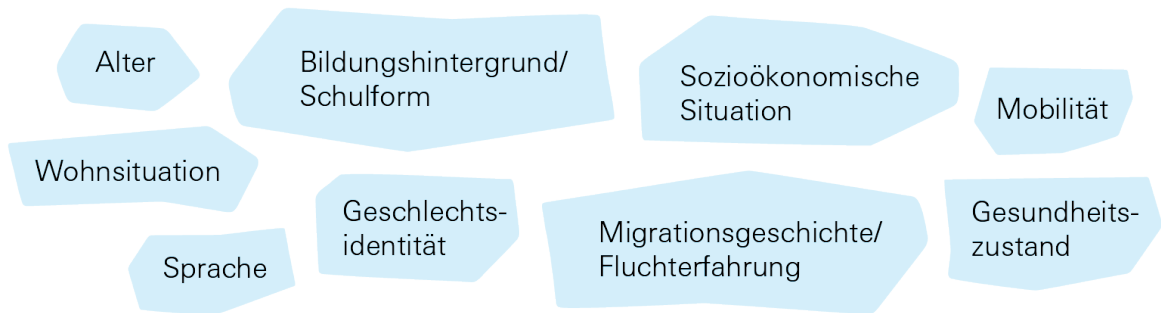 Alter
Bildungshintergrund/
Schulform
Sozioökonomische
Situation
Mobilität
Wohnsituation
Geschlechts-
identität
Migrationsgeschichte/
Fluchterfahrung
Gesundheits-
zustand
Sprache